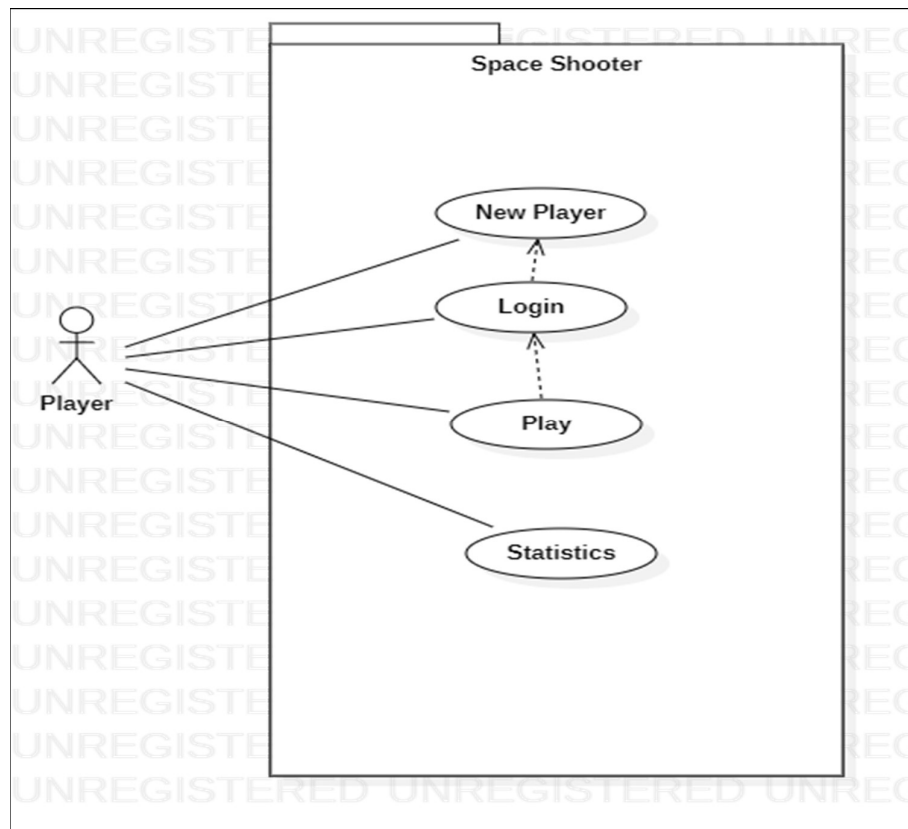 Space Shooter
New Player
Login
Player
Play
Statistics
UNREGISTERED UNREGISTERED